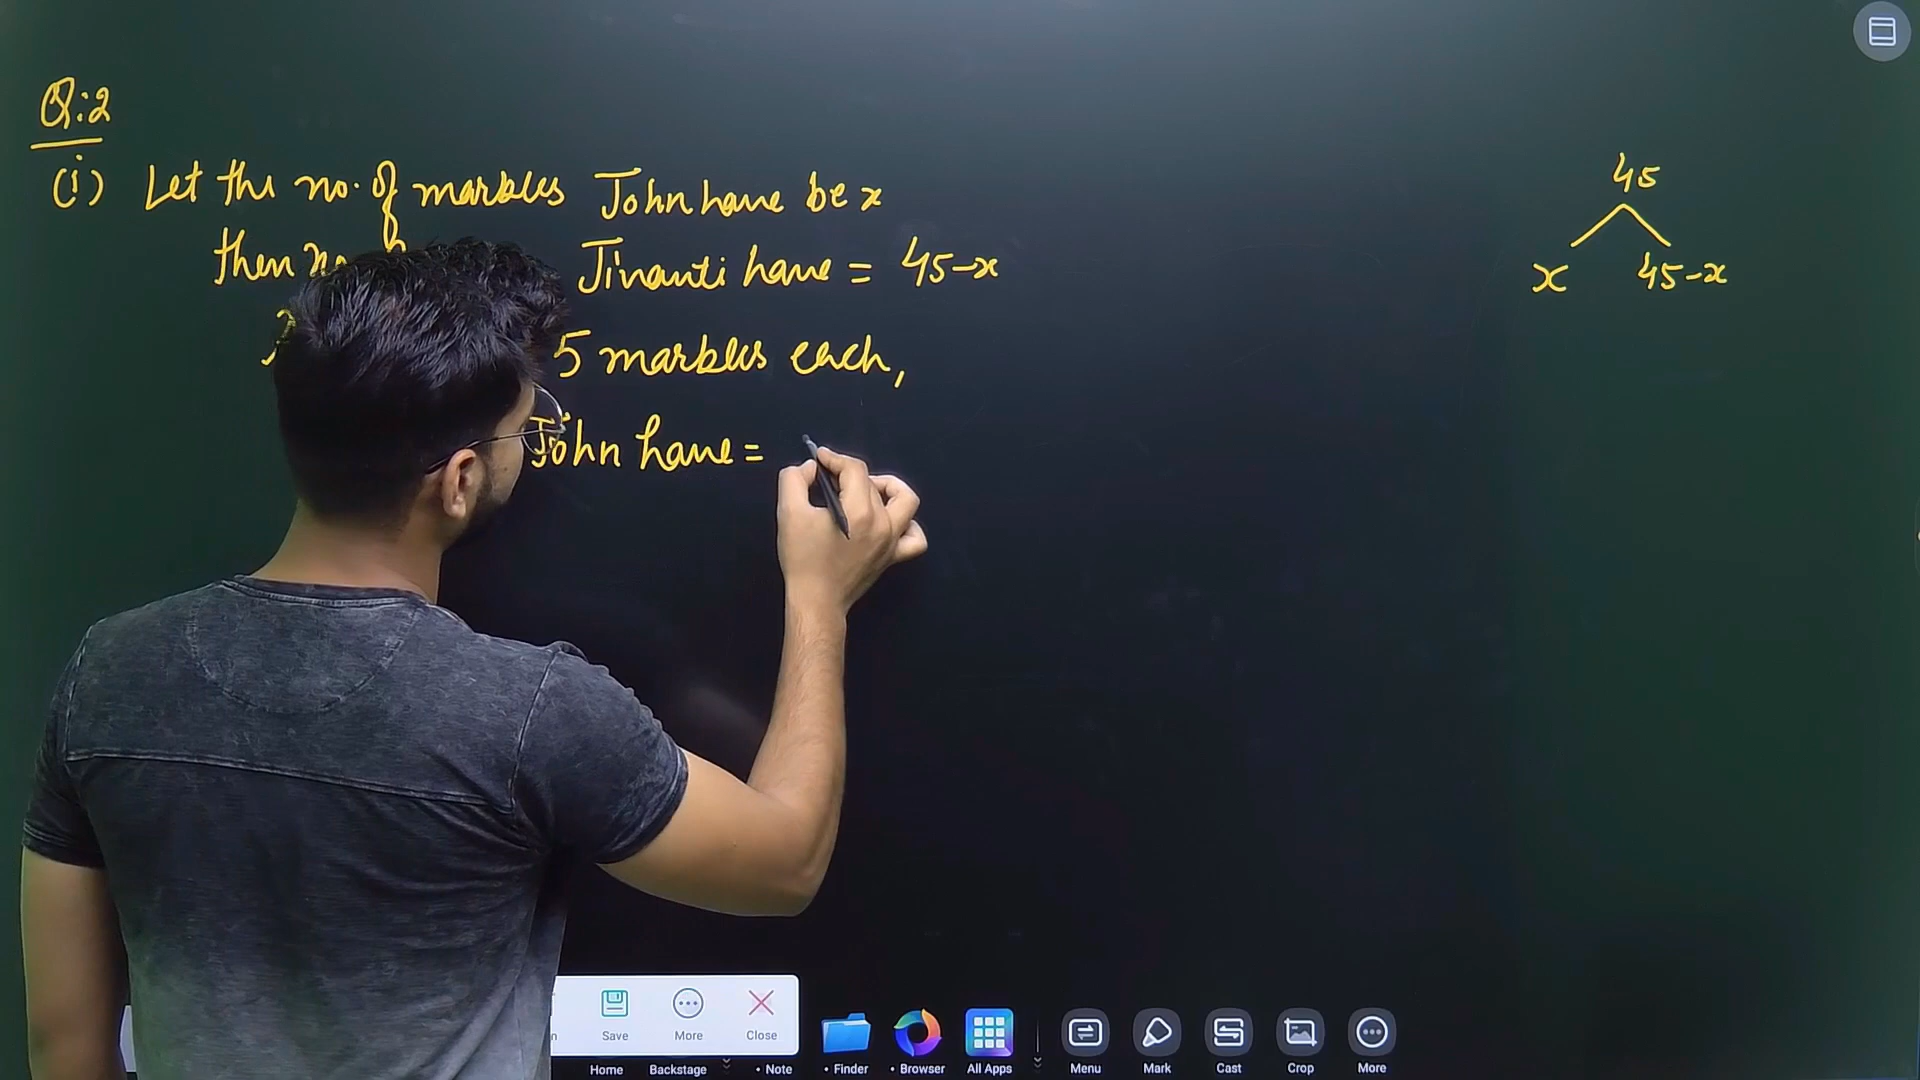 Q:2
(i) Let the no. of marbles John have be x
then no. Jivanti have = 45-x
5 marbles each,
John have =
45
x 45-x
Save More Close
Home Backstage • Note • Finder • Browser All Apps Menu Mark Cast Crop More